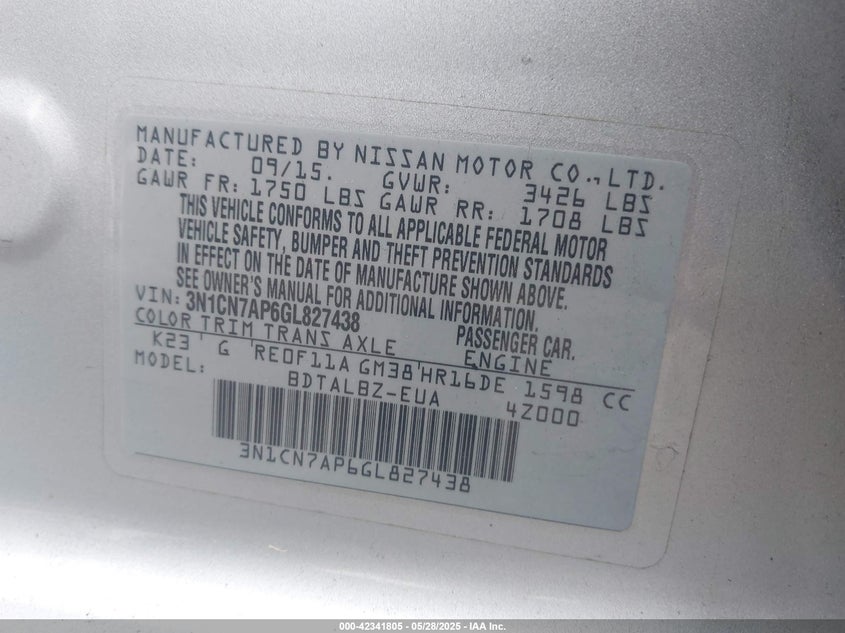 MANUFACTURED BY NISSAN MOTOR CO.,LTD.
DATE: 09/15. GVWR: 3426 LBS
GAWR FR: 1750 LBS GAWR RR: 1708 LBS
THIS VEHICLE CONFORMS TO ALL APPLICABLE FEDERAL MOTOR
VEHICLE SAFETY, BUMPER AND THEFT PREVENTION STANDARDS
IN EFFECT ON THE DATE OF MANUFACTURE SHOWN ABOVE.
SEE OWNER'S MANUAL FOR ADDITIONAL INFORMATION.
VIN: 3N1CN7AP6GL827438 PASSENGER CAR.
COLOR TRIM TRANS AXLE ENGINE
K23 ' G 'RE0F11A GM38'HR16DE 1598 CC
MODEL: BDTALBZ-EUA 4Z000
3N1CN7AP6GL827438
000-42341805 - 05/28/2025 - IAA Inc.